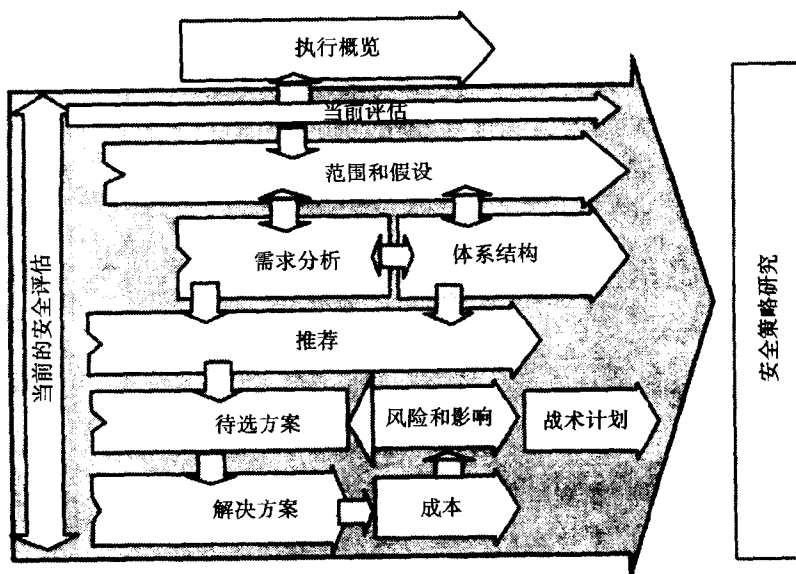 执行概览
当前评估
范围和假设
需求分析
体系结构
推荐
待选方案
风险和影响
战术计划
解决方案
成本
当前的安全评估
安全策略研究